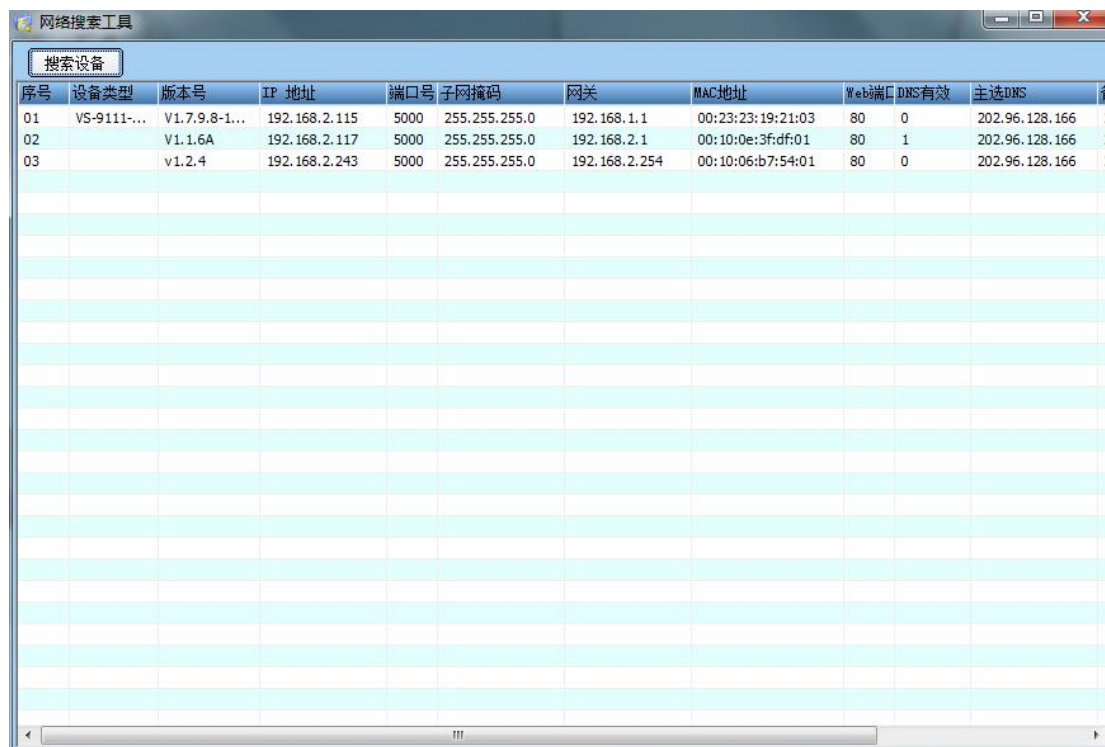 网络搜索工具
搜索设备
序号 设备类型 版本号 IP 地址 端口号 子网掩码 网关 MAC地址 Web端口 DNS有效 主选DNS
01 VS-9111-... V1.7.9.8-1... 192.168.2.115 5000 255.255.255.0 192.168.1.1 00:23:23:19:21:03 80 0 202.96.128.166
02 V1.1.6A 192.168.2.117 5000 255.255.255.0 192.168.2.1 00:10:0e:3f:df:01 80 1 202.96.128.166
03 v1.2.4 192.168.2.243 5000 255.255.255.0 192.168.2.254 00:10:06:b7:54:01 80 0 202.96.128.166